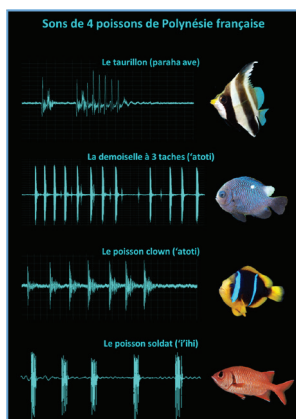 Sons de 4 poissons de Polynésie française
Le taurillon (paraha ave)
La demoiselle à 3 taches ('atoti)
Le poisson clown ('atoti)
Le poisson soldat ('i'ihi)